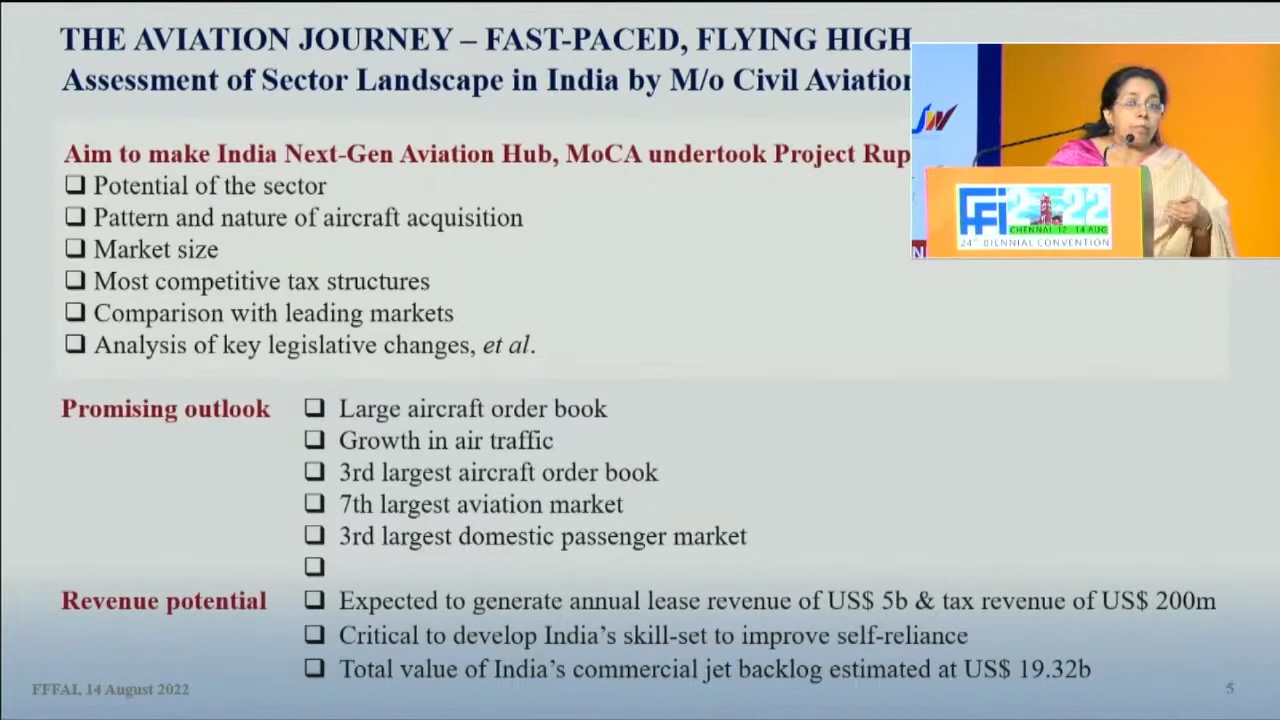 THE AVIATION JOURNEY – FAST-PACED, FLYING HIGH
Assessment of Sector Landscape in India by M/o Civil Aviation
Aim to make India Next-Gen Aviation Hub, MoCA undertook Project Rup
❑ Potential of the sector
❑ Pattern and nature of aircraft acquisition
❑ Market size
❑ Most competitive tax structures
❑ Comparison with leading markets
❑ Analysis of key legislative changes, et al.
Promising outlook ❑ Large aircraft order book
❑ Growth in air traffic
❑ 3rd largest aircraft order book
❑ 7th largest aviation market
❑ 3rd largest domestic passenger market
❑
Revenue potential ❑ Expected to generate annual lease revenue of US$ 5b & tax revenue of US$ 200m
❑ Critical to develop India’s skill-set to improve self-reliance
❑ Total value of India’s commercial jet backlog estimated at US$ 19.32b
FFFAI, 14 August 2022
5
FFFI 2022
CHENNAI 12 - 14 AUG
24TH BIENNIAL CONVENTION